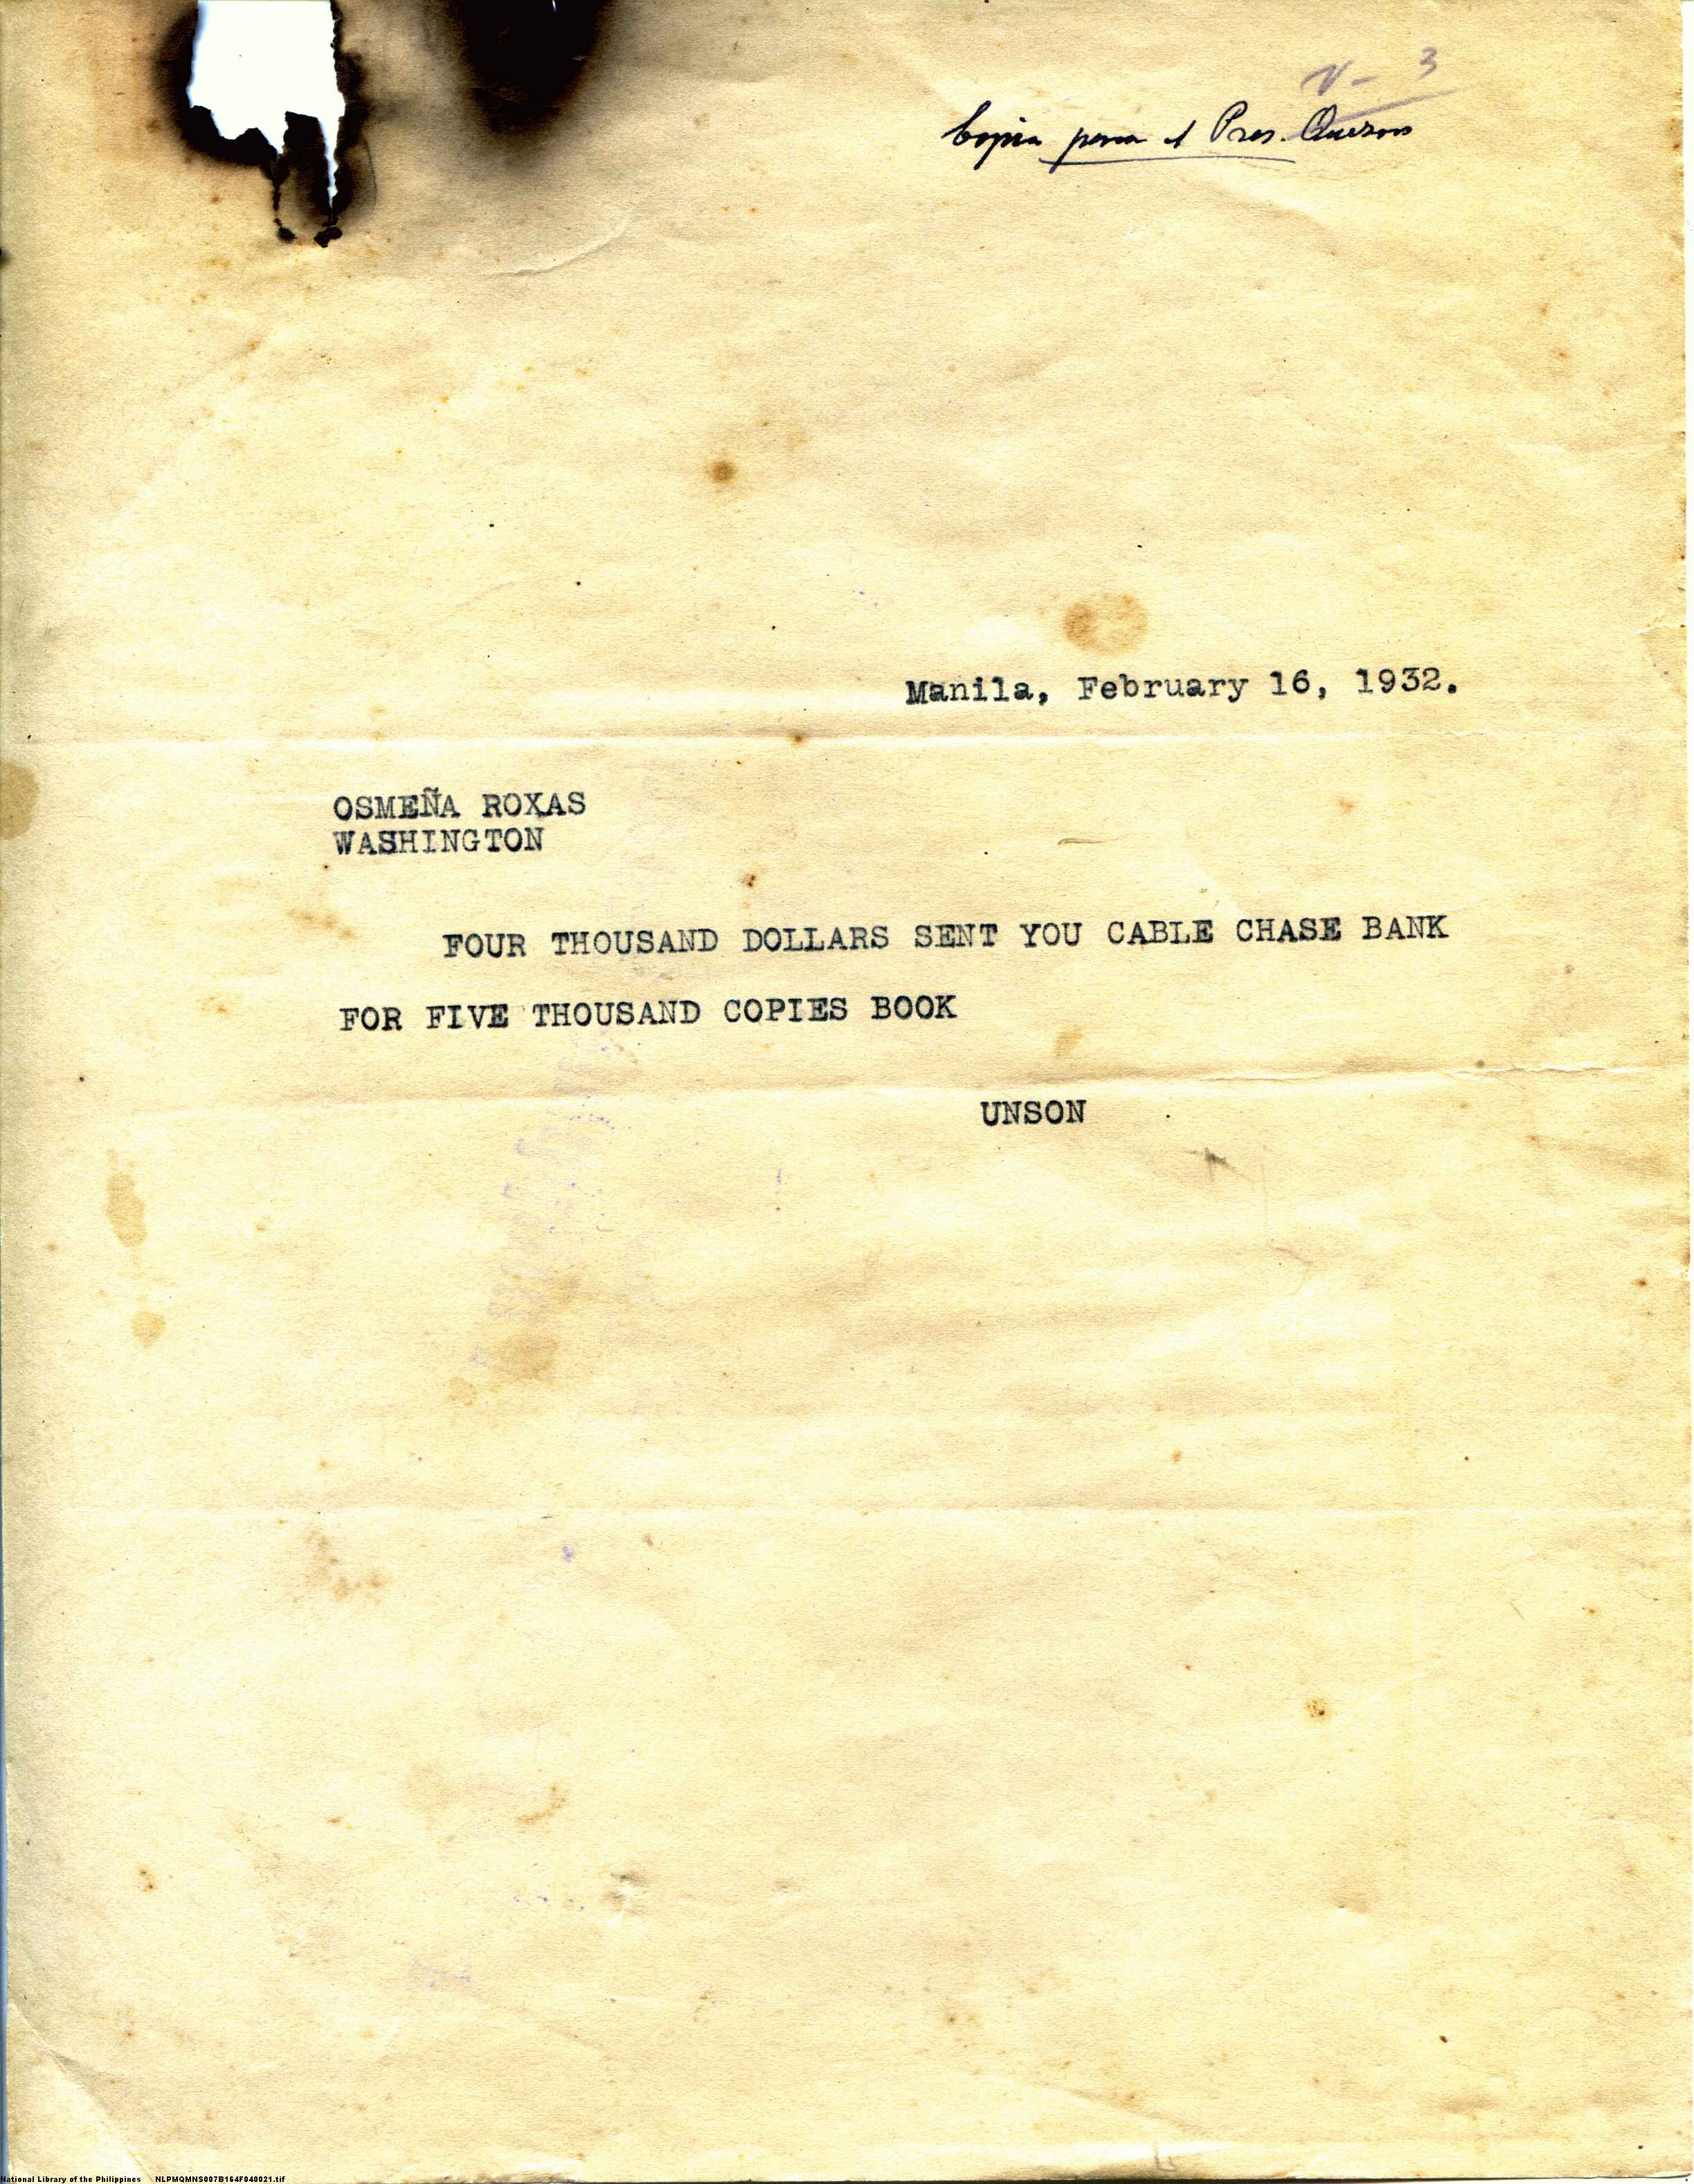 V- 3
Copia para el Pres. Quezon
Manila, February 16, 1932.
OSMEÑA ROXAS
WASHINGTON
FOUR THOUSAND DOLLARS SENT YOU CABLE CHASE BANK
FOR FIVE THOUSAND COPIES BOOK
UNSON
National Library of the Philippines NLPMQMNS007B164F040021.tif